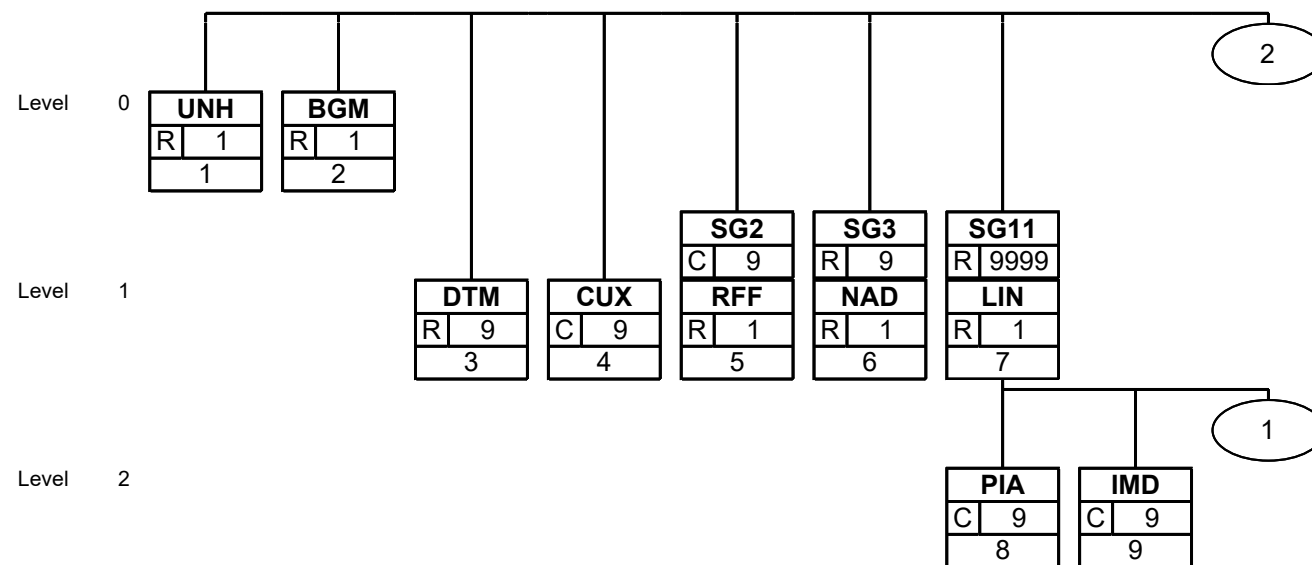 2
Level 0
UNH BGM
R 1 R 1
1 2
SG2 SG3 SG11
C 9 R 9 R 9999
Level 1
DTM CUX RFF NAD LIN
R 9 C 9 R 1 R 1 R 1
3 4 5 6 7
1
Level 2
PIA IMD
C 9 C 9
8 9